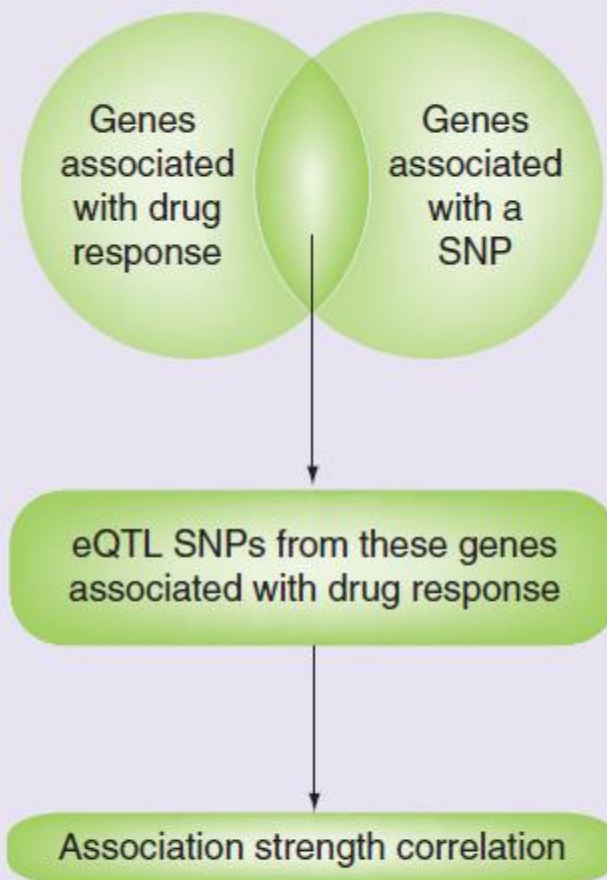 Genes
associated
with drug
response
Genes
associated
with a
SNP
eQTL SNPs from these genes
associated with drug response
Association strength correlation